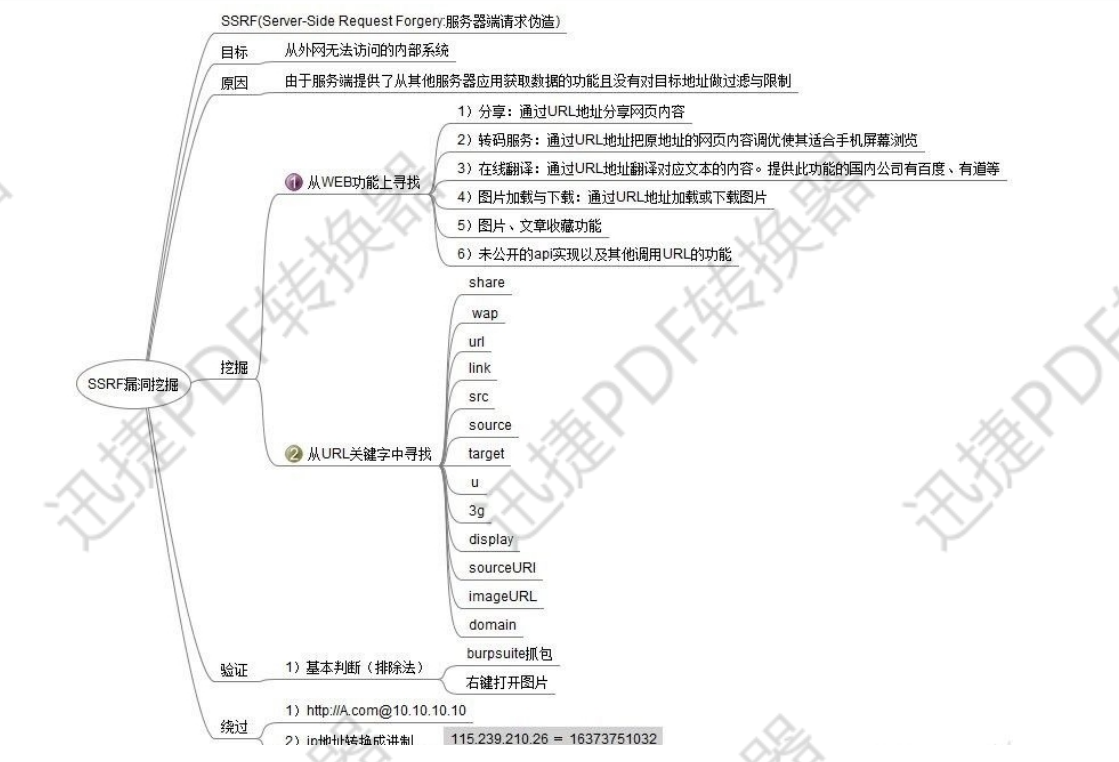 SSRF(Server-Side Request Forgery:服务器端请求伪造)
目标
从外网无法访问的内部系统
原因
由于服务端提供了从其他服务器应用获取数据的功能且没有对目标地址做过滤与限制
1）分享：通过URL地址分享网页内容
2）转码服务：通过URL地址把原地址的网页内容调优使其适合手机屏幕浏览
3）在线翻译：通过URL地址翻译对应文本的内容。提供此功能的国内公司有百度、有道等
1 从WEB功能上寻找
4）图片加载与下载：通过URL地址加载或下载图片
5）图片、文章收藏功能
6）未公开的api实现以及其他调用URL的功能
share
wap
url
link
挖掘
SSRF漏洞挖掘
src
source
2 从URL关键字中寻找
target
u
3g
display
sourceURI
imageURL
domain
验证
1）基本判断（排除法）
burpsuite抓包
右键打开图片
绕过
1）http://A.com@10.10.10.10
2）ip地址转换成进制
115.239.210.26 = 16373751032
迅捷PDF转换器
迅捷PDF转换器
迅捷PDF转换器